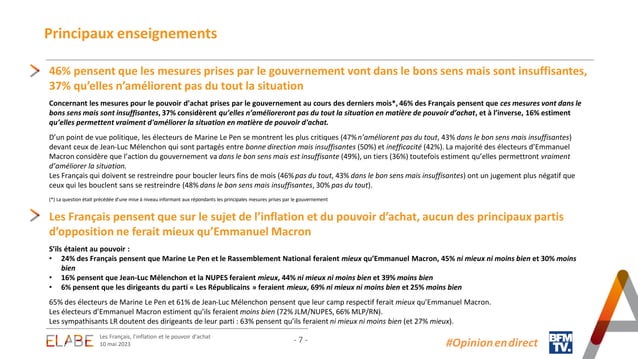 Principaux enseignements
46% pensent que les mesures prises par le gouvernement vont dans le bons sens mais sont insuffisantes,
37% qu’elles n’améliorent pas du tout la situation
Concernant les mesures pour le pouvoir d’achat prises par le gouvernement au cours des derniers mois*, 46% des Français pensent que ces mesures vont dans le
bons sens mais sont insuffisantes, 37% considèrent qu’elles n’amélioreront pas du tout la situation en matière de pouvoir d’achat, et à l’inverse, 16% estiment
qu’elles permettent vraiment d’améliorer la situation en matière de pouvoir d’achat.
D’un point de vue politique, les électeurs de Marine Le Pen se montrent les plus critiques (47% n’améliorent pas du tout, 43% dans le bon sens mais insuffisantes)
devant ceux de Jean-Luc Mélenchon qui sont partagés entre bonne direction mais insuffisantes (50%) et inefficacité (42%). La majorité des électeurs d’Emmanuel
Macron considère que l’action du gouvernement va dans le bon sens mais est insuffisante (49%), un tiers (36%) toutefois estiment qu’elles permettront vraiment
d’améliorer la situation.
Les Français qui doivent se restreindre pour boucler leurs fins de mois (46% pas du tout, 43% dans le bon sens mais insuffisantes) ont un jugement plus négatif que
ceux qui les bouclent sans se restreindre (48% dans le bon sens mais insuffisantes, 30% pas du tout).
(*) La question était précédée d’une mise à niveau informant aux répondants les principales mesures prises par le gouvernement
Les Français pensent que sur le sujet de l’inflation et du pouvoir d’achat, aucun des principaux partis
d’opposition ne ferait mieux qu’Emmanuel Macron
S’ils étaient au pouvoir :
• 24% des Français pensent que Marine Le Pen et le Rassemblement National feraient mieux qu’Emmanuel Macron, 45% ni mieux ni moins bien et 30% moins
bien
• 16% pensent que Jean-Luc Mélenchon et la NUPES feraient mieux, 44% ni mieux ni moins bien et 39% moins bien
• 6% pensent que les dirigeants du parti « Les Républicains » feraient mieux, 69% ni mieux ni moins bien et 25% moins bien
65% des électeurs de Marine Le Pen et 61% de Jean-Luc Mélenchon pensent que leur camp respectif ferait mieux qu’Emmanuel Macron.
Les électeurs d’Emmanuel Macron estiment qu’ils feraient moins bien (72% JLM/NUPES, 66% MLP/RN).
Les sympathisants LR doutent des dirigeants de leur parti : 63% pensent qu’ils feraient ni mieux ni moins bien (et 27% mieux).
ELABE
Les Français, l’inflation et le pouvoir d’achat
10 mai 2023
- 7 -
#Opinion en direct
BFM
TV.